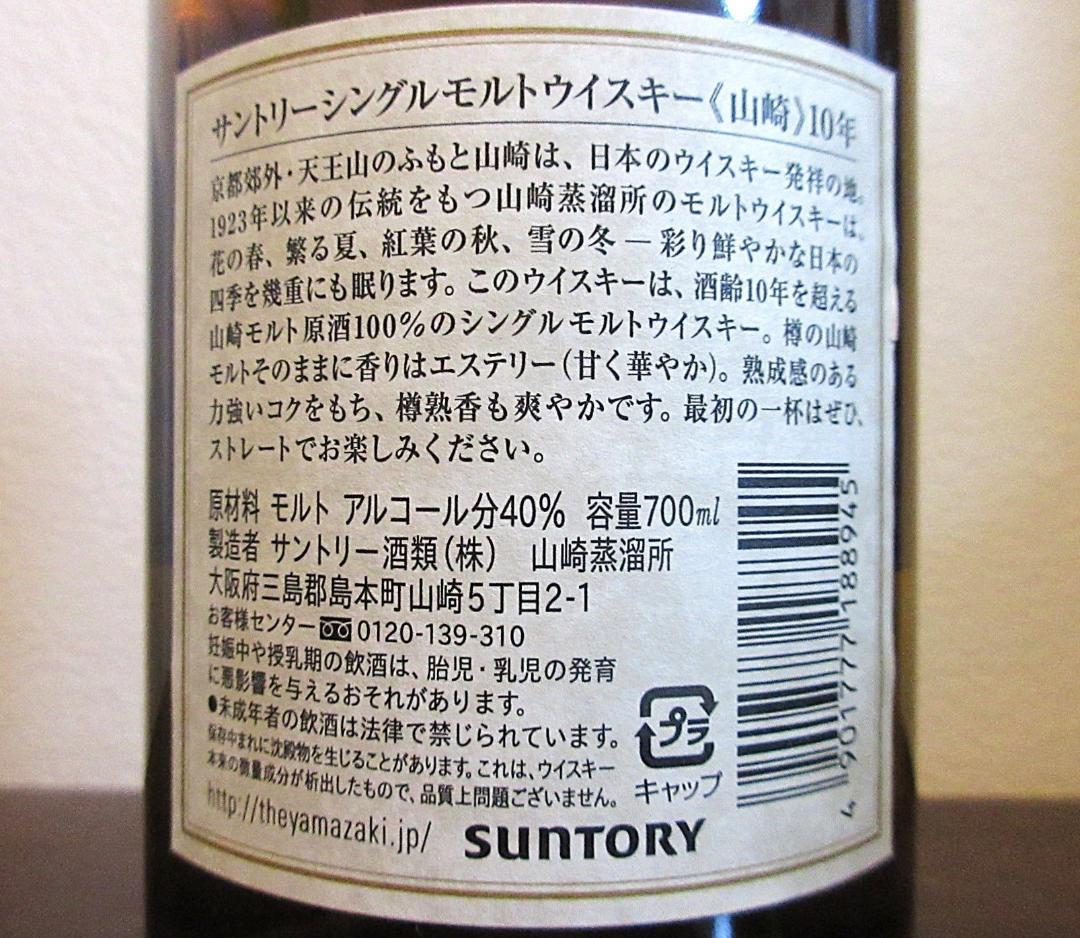 サントリーシングルモルトウイスキー《山崎》10年
京都郊外・天王山のふもと山崎は、日本のウイスキー発祥の地。
1923年以来の伝統をもつ山崎蒸溜所のモルトウイスキーは、
花の春、繁る夏、紅葉の秋、雪の冬 ― 彩り鮮やかな日本の
四季を幾重にも眠ります。このウイスキーは、酒齢10年を超える
山崎モルト原酒100%のシングルモルトウイスキー。樽の山崎
モルトそのままに香りはエステリー(甘く華やか)。熟成感のある
力強いコクをもち、樽熟香も爽やかです。最初の一杯はぜひ、
ストレートでお楽しみください。
原材料 モルト アルコール分40% 容量700ml
製造者 サントリー酒類(株) 山崎蒸溜所
大阪府三島郡島本町山崎5丁目2-1
お客様センター 0120-139-310
妊娠中や授乳期の飲酒は、胎児・乳児の発育
に悪影響を与えるおそれがあります。
●未成年者の飲酒は法律で禁じられています。
保存中まれに沈殿物を生じることがあります。これは、ウイスキー
本来の微量成分が析出したもので、品質上問題ございません。
http://theyamazaki.jp/
SUNTORY
プラ
キャップ
4 901777 188945